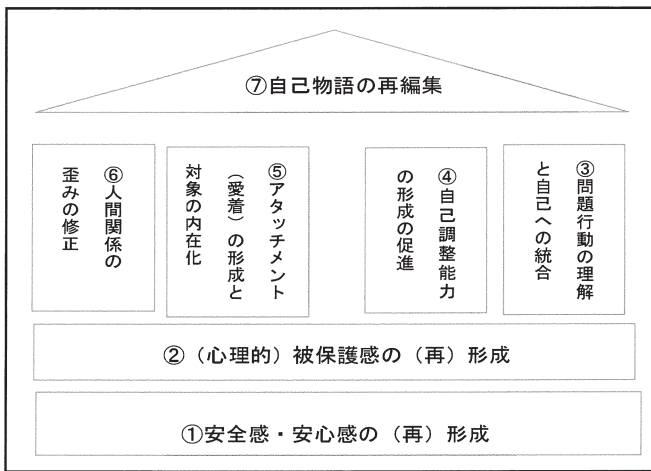 ⑦自己物語の再編集
⑥人間関係の
歪みの修正
⑤アタッチメント
(愛着)の形成と
対象の内在化
④自己調整能力
の形成の促進
③問題行動の理解
と自己への統合
②(心理的)被保護感の(再)形成
①安全感・安心感の(再)形成